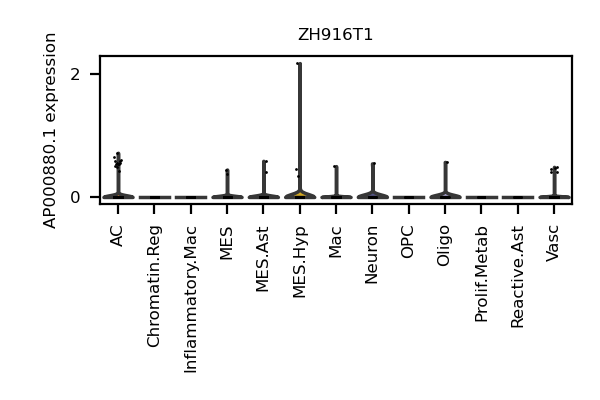 ZH916T1
AP000880.1 expression
2
0
AC
Chromatin.Reg
Inflammatory.Mac
MES
MES.Ast
MES.Hyp
Mac
Neuron
OPC
Oligo
Prolif.Metab
Reactive.Ast
Vasc